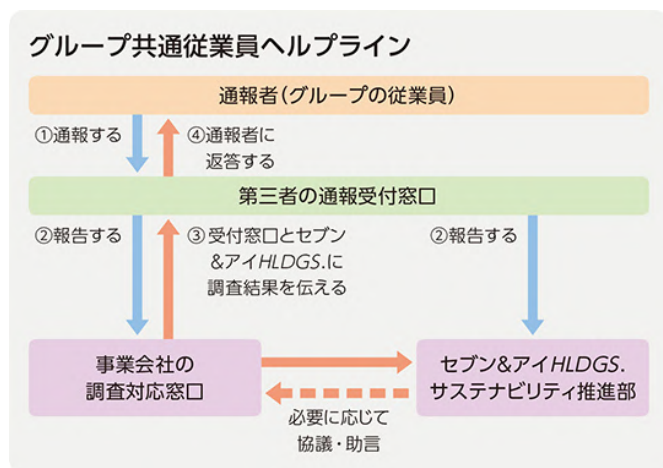 グループ共通従業員ヘルプライン
通報者(グループの従業員)
①通報する
④通報者に
返答する
第三者の通報受付窓口
②報告する
③受付窓口とセブン
&アイHLDGS.に
調査結果を伝える
②報告する
事業会社の
調査対応窓口
セブン&アイHLDGS.
サステナビリティ推進部
必要に応じて
協議・助言